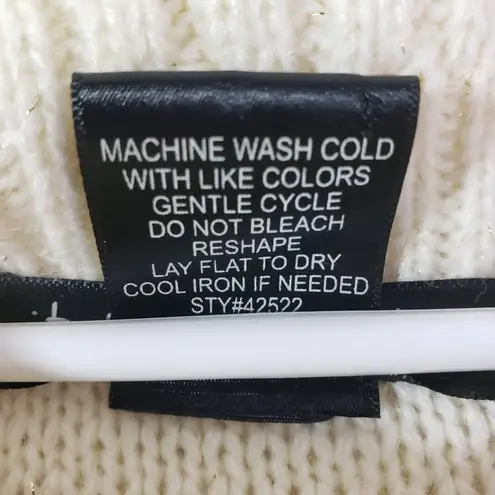 MACHINE WASH COLD
WITH LIKE COLORS
GENTLE CYCLE
DO NOT BLEACH
RESHAPE
LAY FLAT TO DRY
COOL IRON IF NEEDED
STY#42522